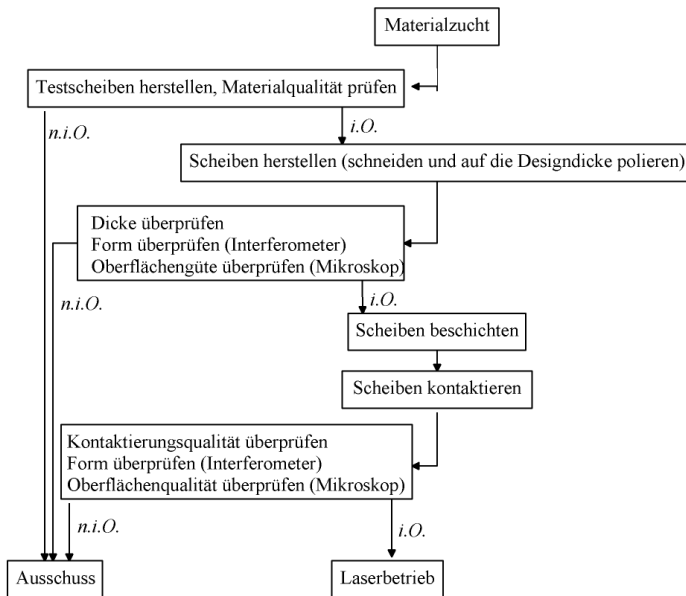 Materialzucht
Testscheiben herstellen, Materialqualität prüfen
n.i.O.
i.O.
Scheiben herstellen (schneiden und auf die Designdicke polieren)
Dicke überprüfen
Form überprüfen (Interferometer)
Oberflächengüte überprüfen (Mikroskop)
n.i.O.
i.O.
Scheiben beschichten
Scheiben kontaktieren
Kontaktierungsqualität überprüfen
Form überprüfen (Interferometer)
Oberflächenqualität überprüfen (Mikroskop)
n.i.O.
i.O.
Ausschuss
Laserbetrieb